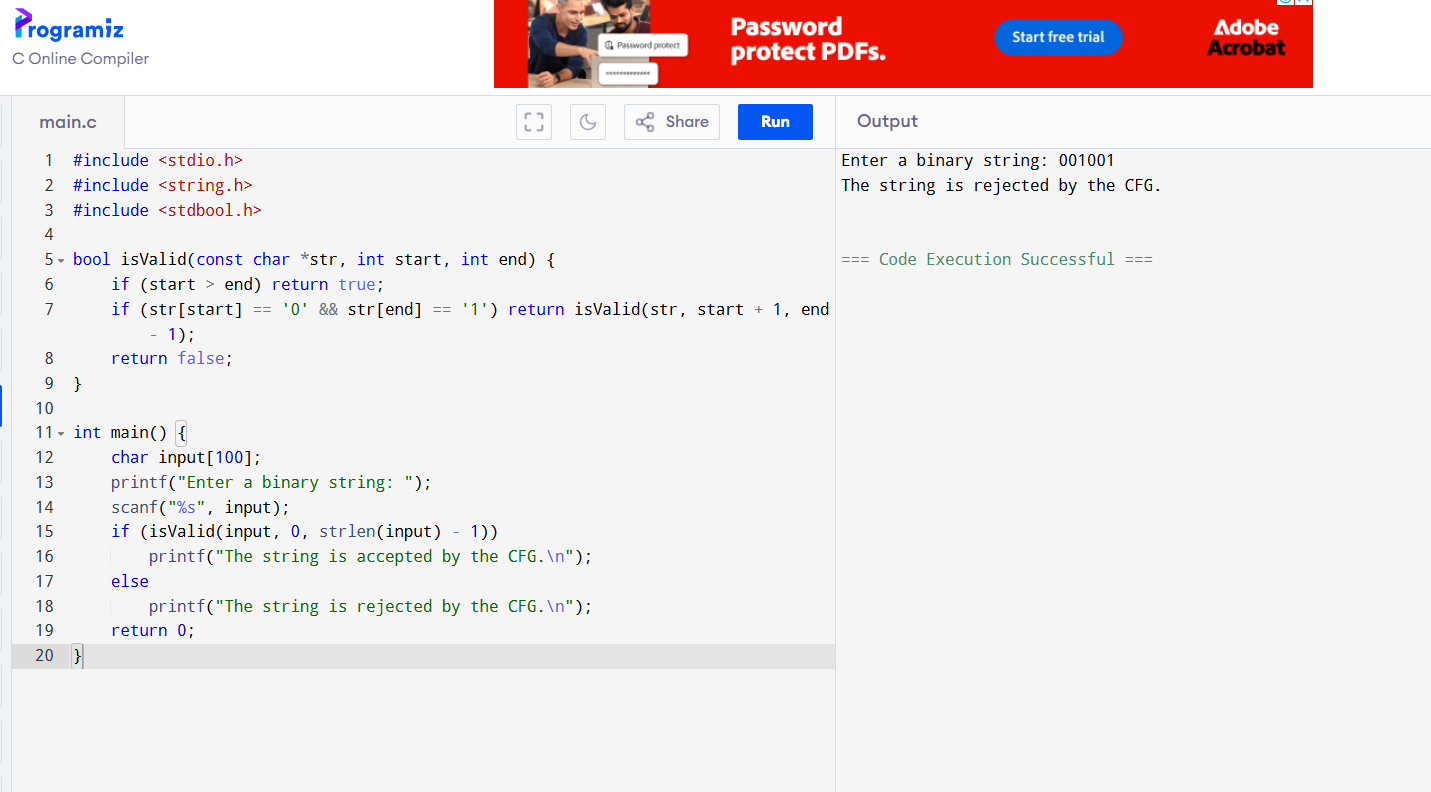 Programiz
C Online Compiler
Password protect
************
Password
protect PDFs.
Start free trial
Adobe
Acrobat
main.c
Share
Run
Output
1 #include <stdio.h>
2 #include <string.h>
3 #include <stdbool.h>
4
5 bool isValid(const char *str, int start, int end) {
6     if (start > end) return true;
7     if (str[start] == '0' && str[end] == '1') return isValid(str, start + 1, end
        - 1);
8     return false;
9 }
10
11 int main() {
12     char input[100];
13     printf("Enter a binary string: ");
14     scanf("%s", input);
15     if (isValid(input, 0, strlen(input) - 1))
16         printf("The string is accepted by the CFG.\n");
17     else
18         printf("The string is rejected by the CFG.\n");
19     return 0;
20 }
Enter a binary string: 001001
The string is rejected by the CFG.
=== Code Execution Successful ===